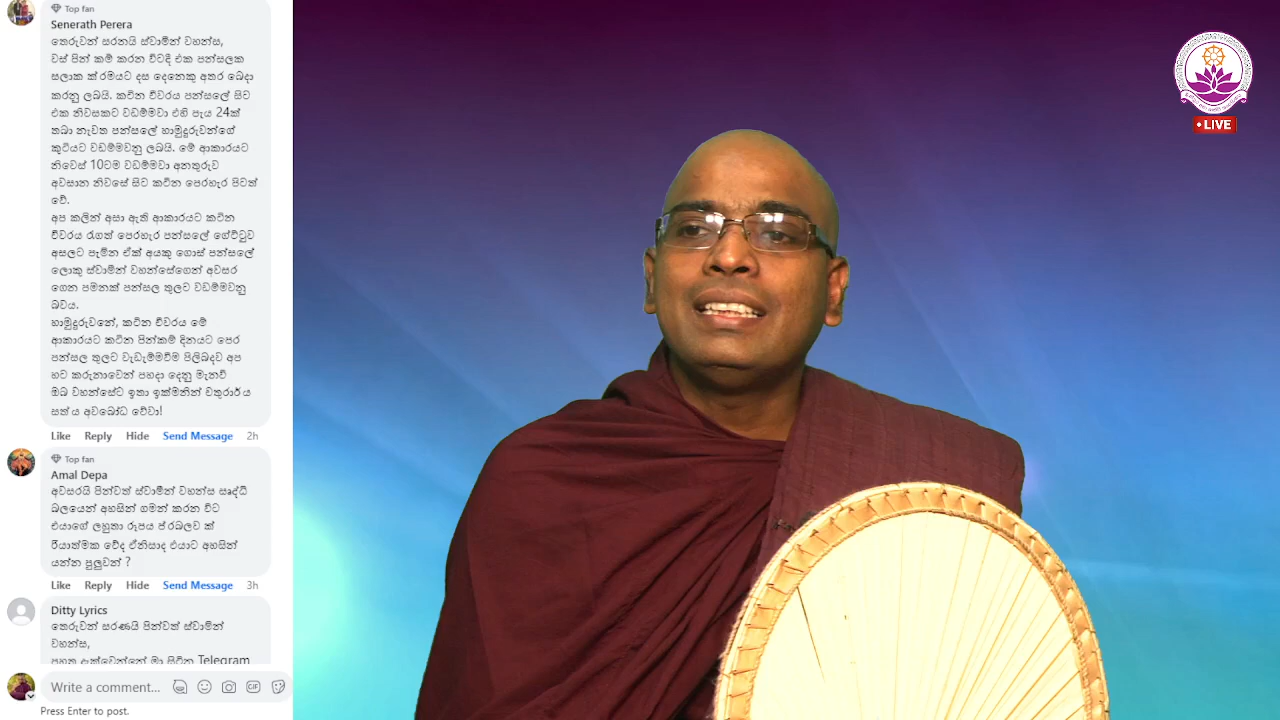 Top fan
Senerath Perera
තෙරුවන් සරනයි ස්වාමීන් වහන්ස,
වස් පින් කම් කරන විටදී එක පන්සලක
සලාක ක්රමයට දස දෙනෙකු අතර බෙදා
කරනු ලබයි. කඨින චීවරය පන්සලේ සිට
එක නිවසකට වඩම්මවා එහි පැය 24ක්
තබා නැවත පන්සලේ හාමුදුරුවන්ගේ
කුටියට වඩම්මවනු ලබයි. මේ ආකාරයට
නිවෙස් 10ටම වඩම්මවා අනතුරුව
අවසාන නිවසේ සිට කඨින පෙරහැර පිටත්
වේ.
අප කලින් අසා ඇති ආකාරයට කඨින
චීවරය රැගත් පෙරහැර පන්සලේ ගේට්ටුව
අසලට පැමින ඒක් අයකු ගොස් පන්සලේ
ලොකු ස්වාමීන් වහන්සේගෙන් අවසර
ගෙන පමනක් පන්සල තුලට වඩම්මවනු
බවය.
හාමුදුරුවනේ, කඨින චීවරය මේ
ආකාරයට කඨින පින්කම් දිනයට පෙර
පන්සල තුලට වැඩැම්මවීම පිලිබදව අප
හට කරුනාවෙන් පහදා දෙනු මැනවි
ඔබ වහන්සේට ඉතා ඉක්මනින් චතුරාර්ය
සත්ය අවබෝධ වේවා!
Like Reply Hide Send Message 2h
Top fan
Amal Depa
අවසරයි පින්වත් ස්වාමීන් වහන්ස සෘද්ධි
බලයෙන් අහසින් ගමන් කරන විට
එයාගේ ලහුතා රූපය ප්රබලව ක්
රියාත්මක වේද ඒනිසාද එයාට අහසින්
යන්න පුලුවන් ?
Like Reply Hide Send Message 3h
Ditty Lyrics
තෙරුවන් සරණයි පින්වත් ස්වාමීන්
වහන්ස,
පහත දැක්වෙන්නේ මා සිටින Telegram
Write a comment...
GIF
Press Enter to post.
• LIVE